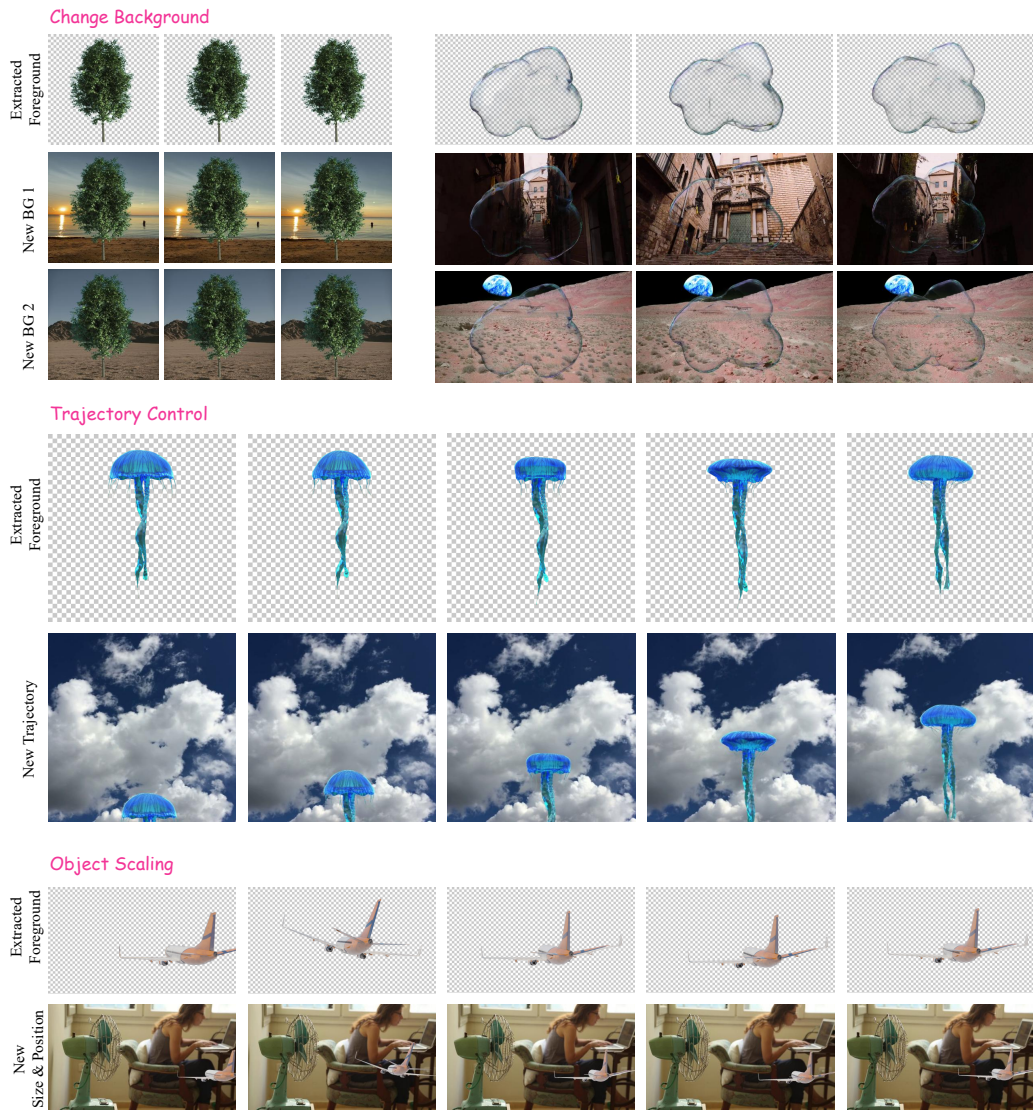 Change Background
Extracted
Foreground
New BG 1
New BG 2
Trajectory Control
Extracted
Foreground
New Trajectory
Object Scaling
Extracted
Foreground
New
Size & Position